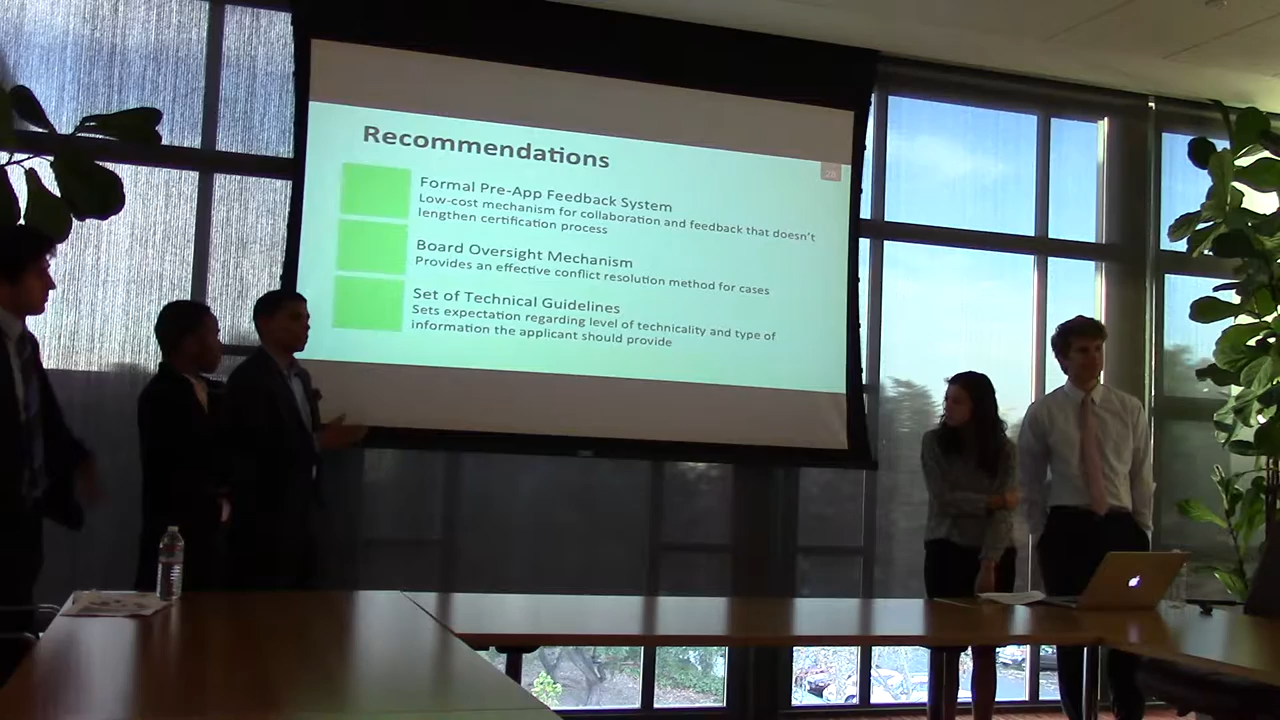 Recommendations
28
Formal Pre-App Feedback System
Low-cost mechanism for collaboration and feedback that doesn't
lengthen certification process
Board Oversight Mechanism
Provides an effective conflict resolution method for cases
Set of Technical Guidelines
Sets expectation regarding level of technicality and type of
information the applicant should provide